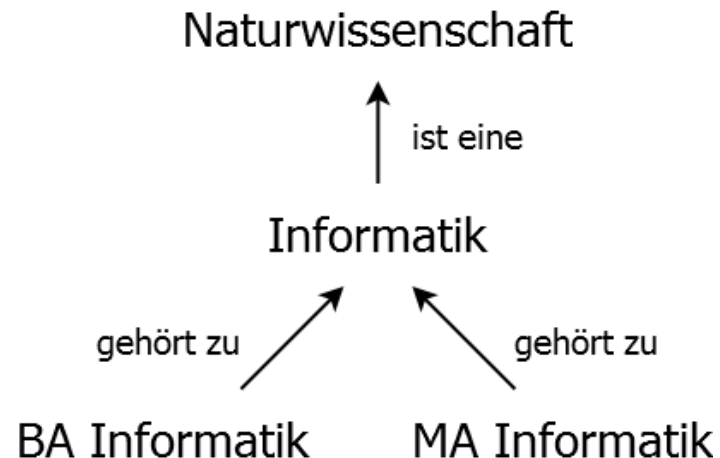 Naturwissenschaft
ist eine
Informatik
gehört zu
gehört zu
BA Informatik
MA Informatik